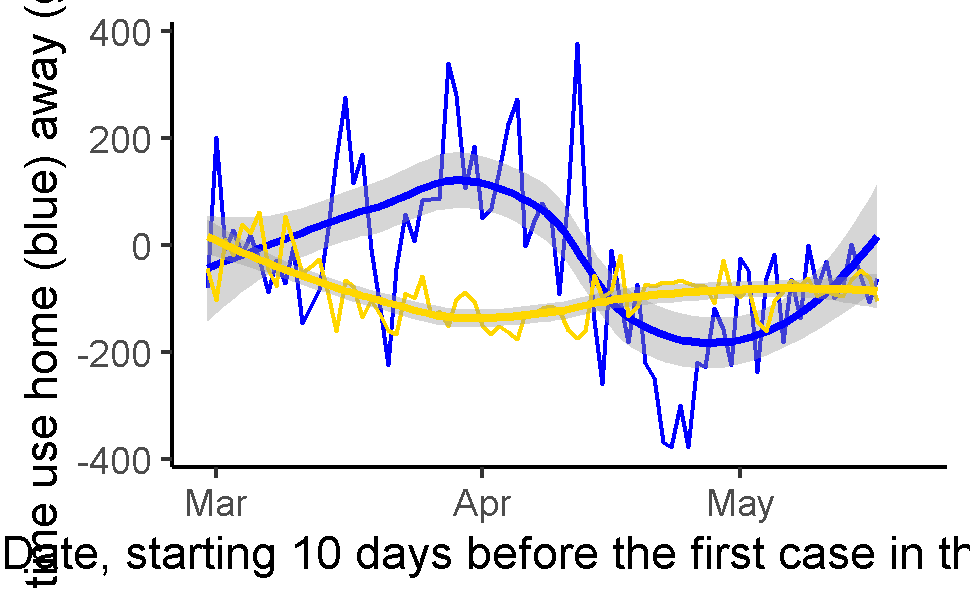 time use home (blue) away (
400
200
0
-200
-400
Mar Apr May
Date, starting 10 days before the first case in th